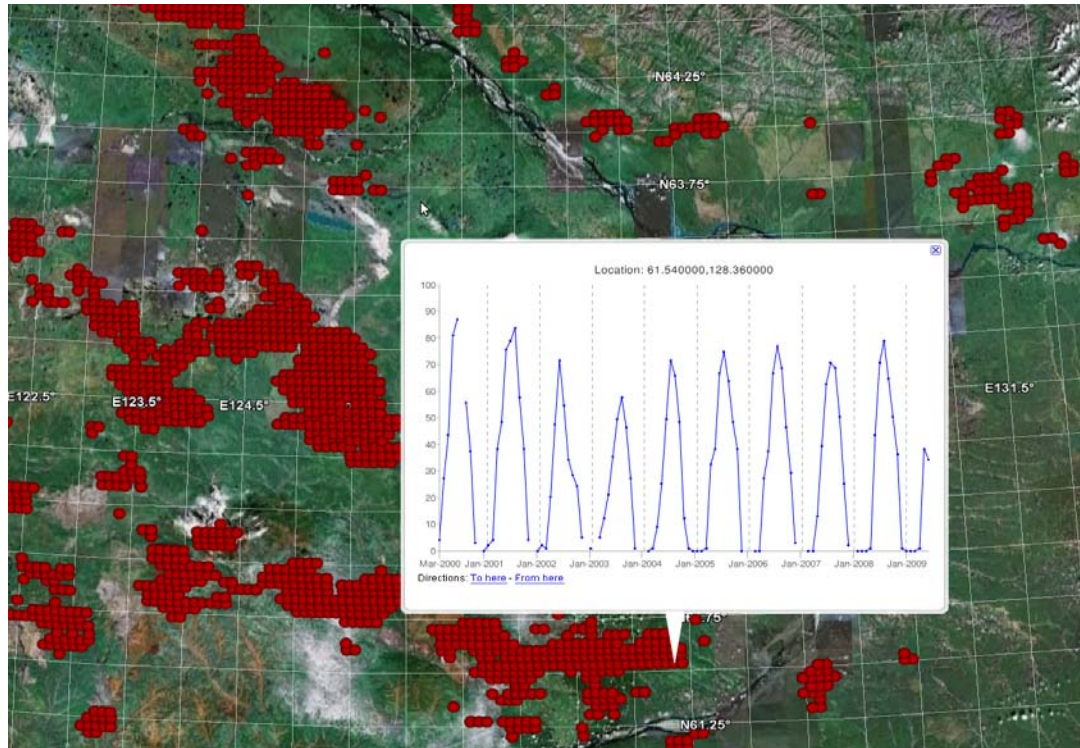 N64.25°
N63.75°
Location: 61.540000,128.360000
100
90
80
70
60
50
40
30
20
10
0
Mar-2000 Jan-2001 Jan-2002 Jan-2003 Jan-2004 Jan-2005 Jan-2006 Jan-2007 Jan-2008 Jan-2009
Directions: To here - From here
E122.5°
E123.5°
E124.5°
E131.5°
.75°
N61.25°